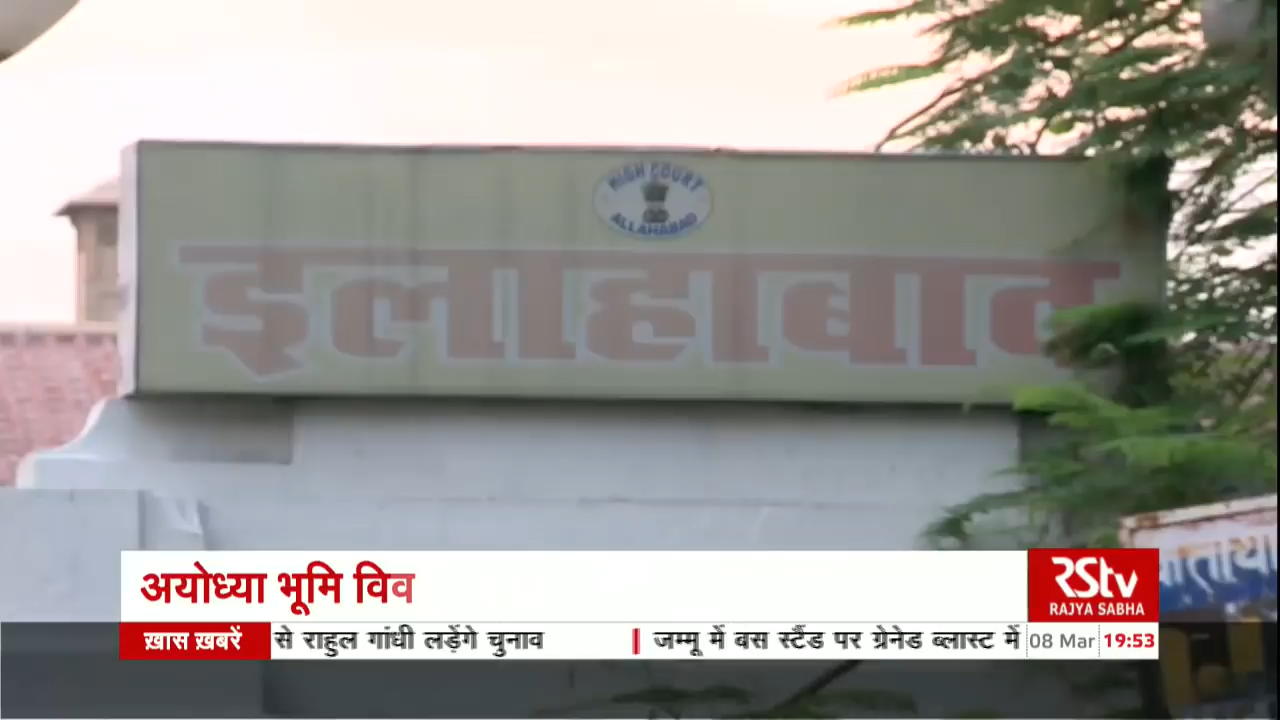 HIGH COURT
ALLAHABAD
इलाहाबाद
अयोध्या भूमि विव
RStv
RAJYA SABHA
ख़ास ख़बरें
से राहुल गांधी लड़ेंगे चुनाव
जम्मू में बस स्टैंड पर ग्रेनेड ब्लास्ट में
08 Mar
19:53